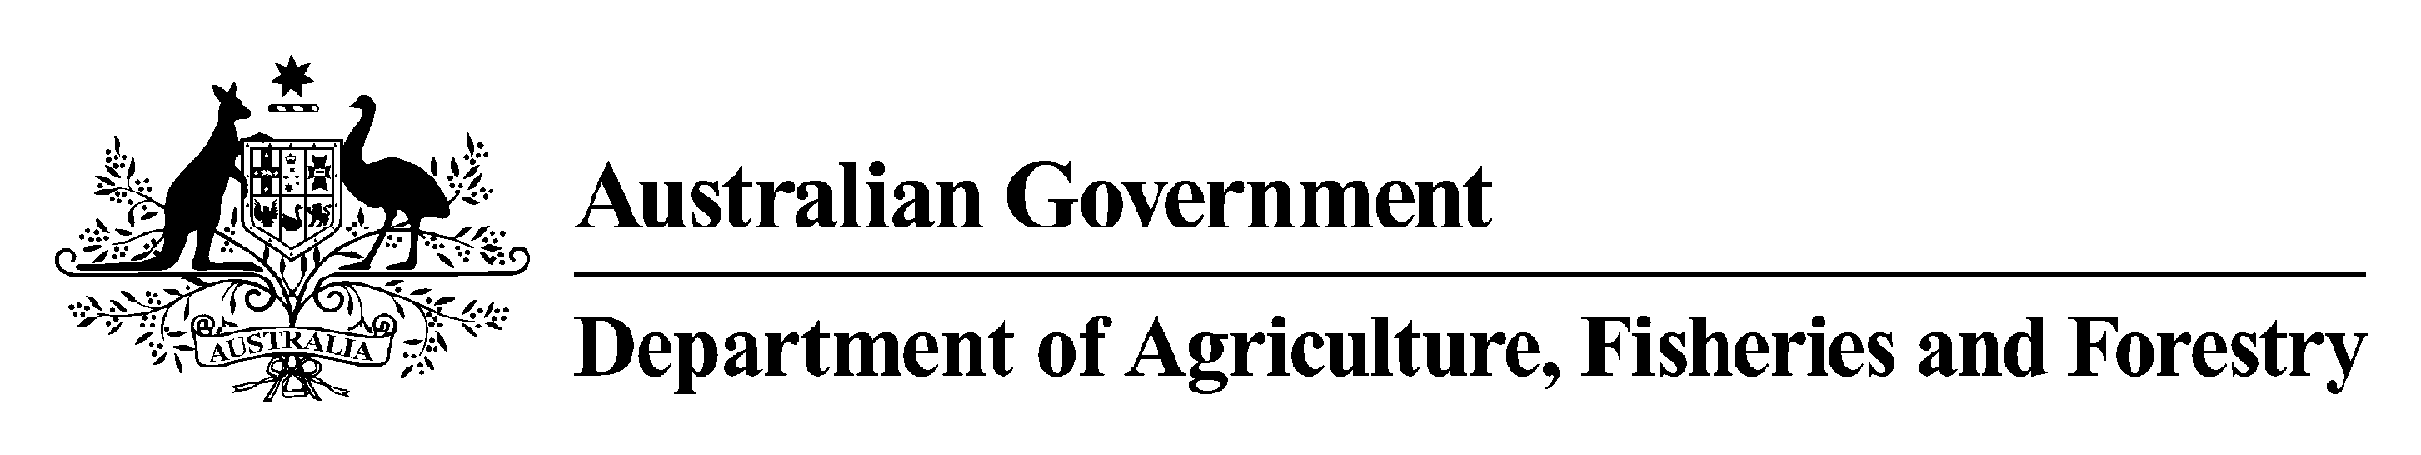 AUSTRALIA
Australian Government
Department of Agriculture, Fisheries and Forestry